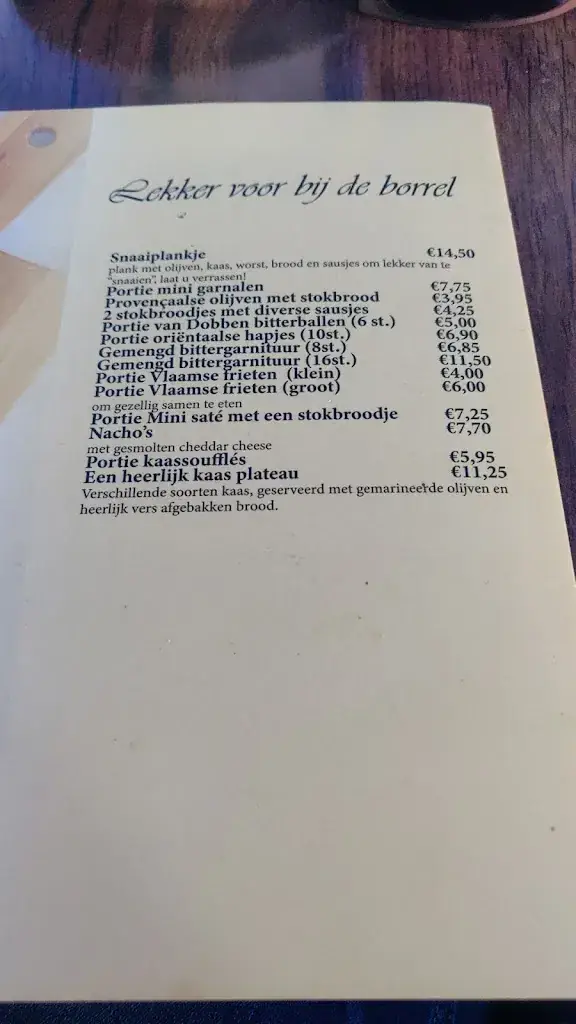 Lekker voor bij de borrel
Snaaiplankje €14,50
plank met olijven, kaas, worst, brood en sausjes om lekker van te
"snaaien", laat u verrassen!
Portie mini garnalen €7,75
Provençaalse olijven met stokbrood €3,95
2 stokbroodjes met diverse sausjes €4,25
Portie van Dobben bitterballen (6 st.) €5,00
Portie oriëntaalse hapjes (10st.) €6,90
Gemengd bittergarnituur (8st.) €6,85
Gemengd bittergarnituur (16st.) €11,50
Portie Vlaamse frieten (klein) €4,00
Portie Vlaamse frieten (groot) €6,00
om gezellig samen te eten
Portie Mini saté met een stokbroodje €7,25
Nacho's €7,70
met gesmolten cheddar cheese
Portie kaassoufflés €5,95
Een heerlijk kaas plateau €11,25
Verschillende soorten kaas, geserveerd met gemarineerde olijven en
heerlijk vers afgebakken brood.